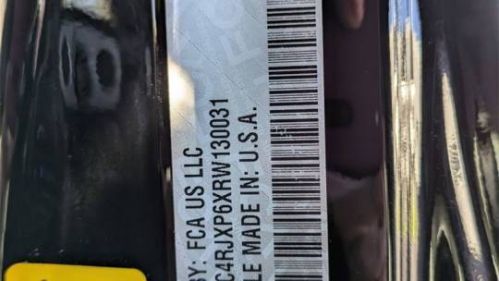 BY: FCA US LLC
C4RJXP6XRW130031
LE MADE IN: U.S.A.